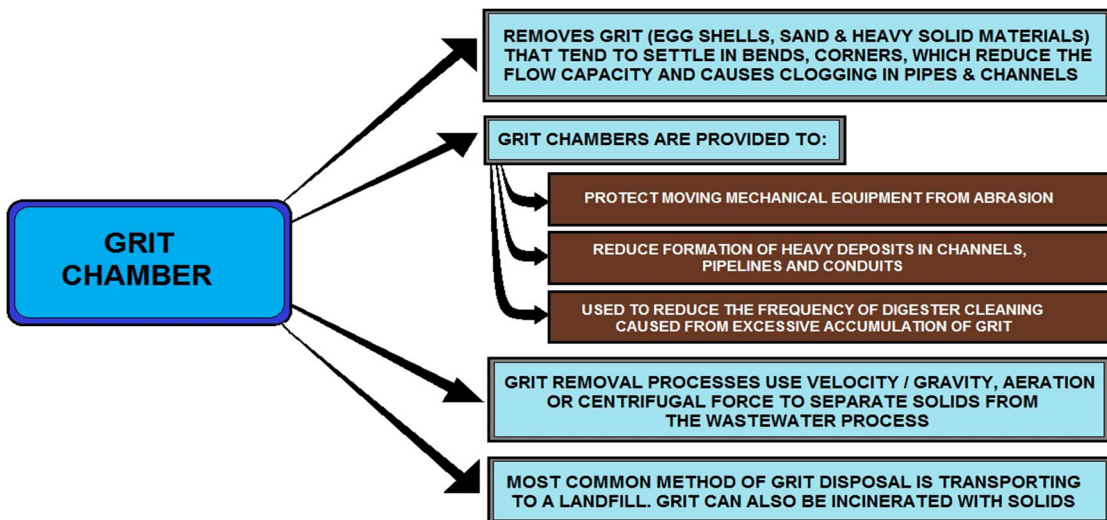 GRIT
CHAMBER
REMOVES GRIT (EGG SHELLS, SAND & HEAVY SOLID MATERIALS)
THAT TEND TO SETTLE IN BENDS, CORNERS, WHICH REDUCE THE
FLOW CAPACITY AND CAUSES CLOGGING IN PIPES & CHANNELS
GRIT CHAMBERS ARE PROVIDED TO:
PROTECT MOVING MECHANICAL EQUIPMENT FROM ABRASION
REDUCE FORMATION OF HEAVY DEPOSITS IN CHANNELS,
PIPELINES AND CONDUITS
USED TO REDUCE THE FREQUENCY OF DIGESTER CLEANING
CAUSED FROM EXCESSIVE ACCUMULATION OF GRIT
GRIT REMOVAL PROCESSES USE VELOCITY / GRAVITY, AERATION
OR CENTRIFUGAL FORCE TO SEPARATE SOLIDS FROM
THE WASTEWATER PROCESS
MOST COMMON METHOD OF GRIT DISPOSAL IS TRANSPORTING
TO A LANDFILL. GRIT CAN ALSO BE INCINERATED WITH SOLIDS